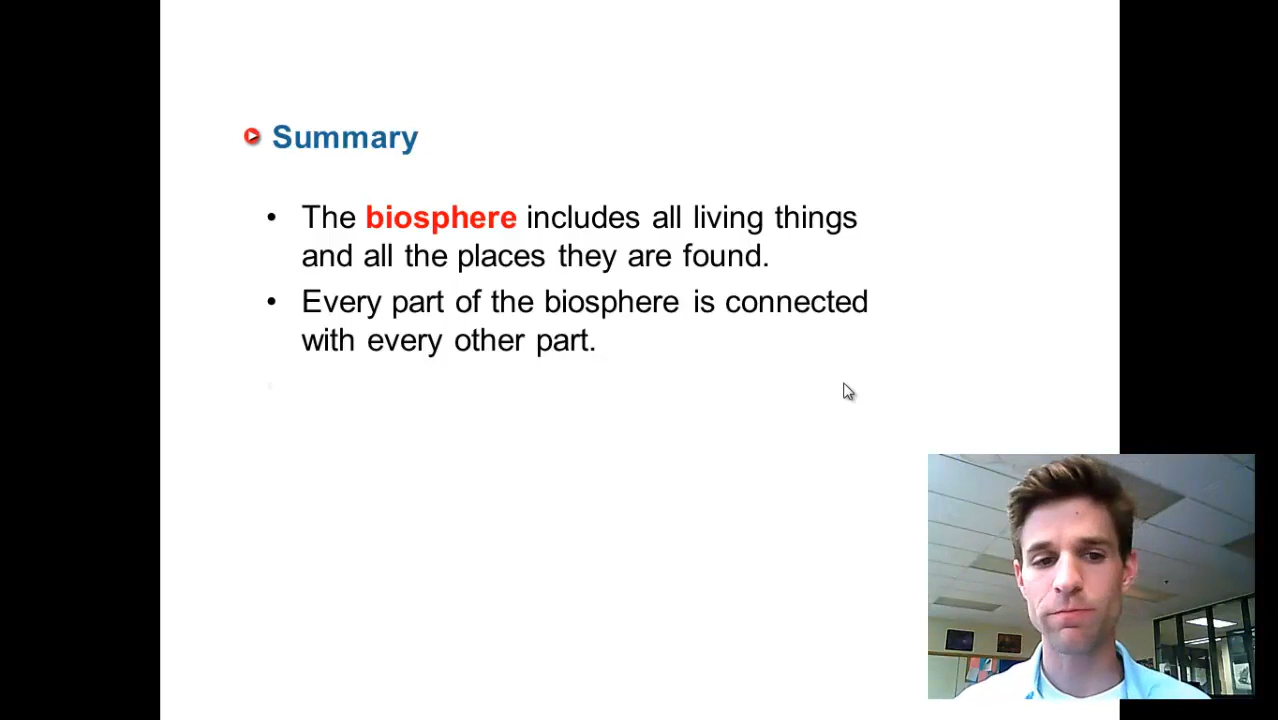 Summary
• The biosphere includes all living things
and all the places they are found.
• Every part of the biosphere is connected
with every other part.